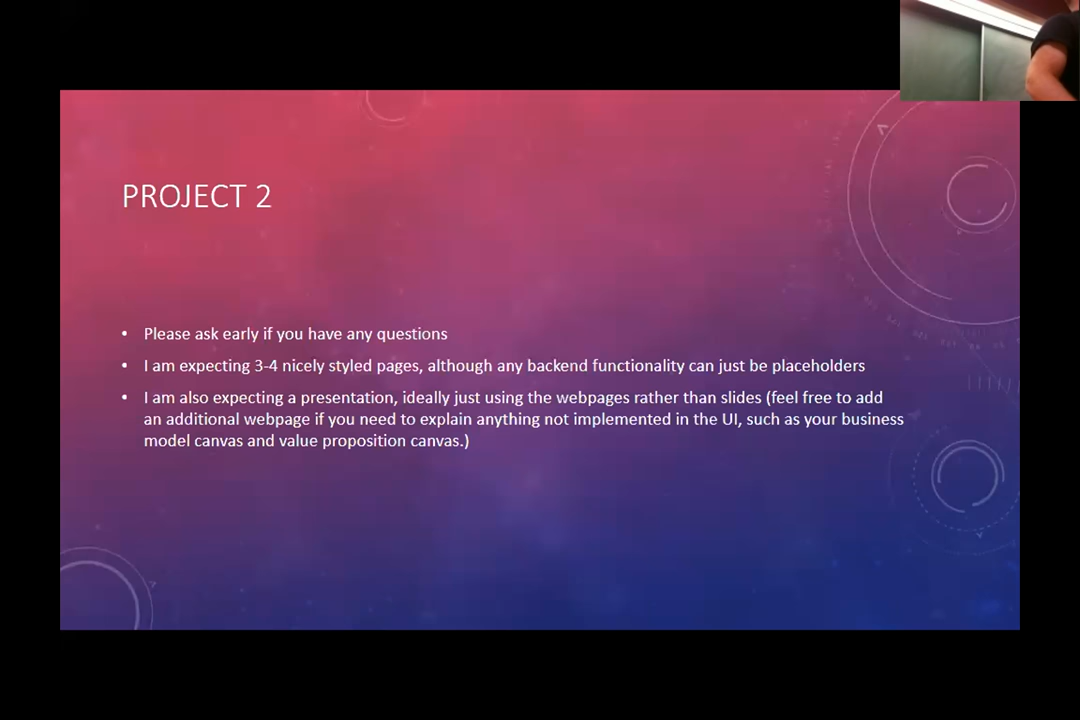 PROJECT 2
• Please ask early if you have any questions
• I am expecting 3-4 nicely styled pages, although any backend functionality can just be placeholders
• I am also expecting a presentation, ideally just using the webpages rather than slides (feel free to add
an additional webpage if you need to explain anything not implemented in the UI, such as your business
model canvas and value proposition canvas.)